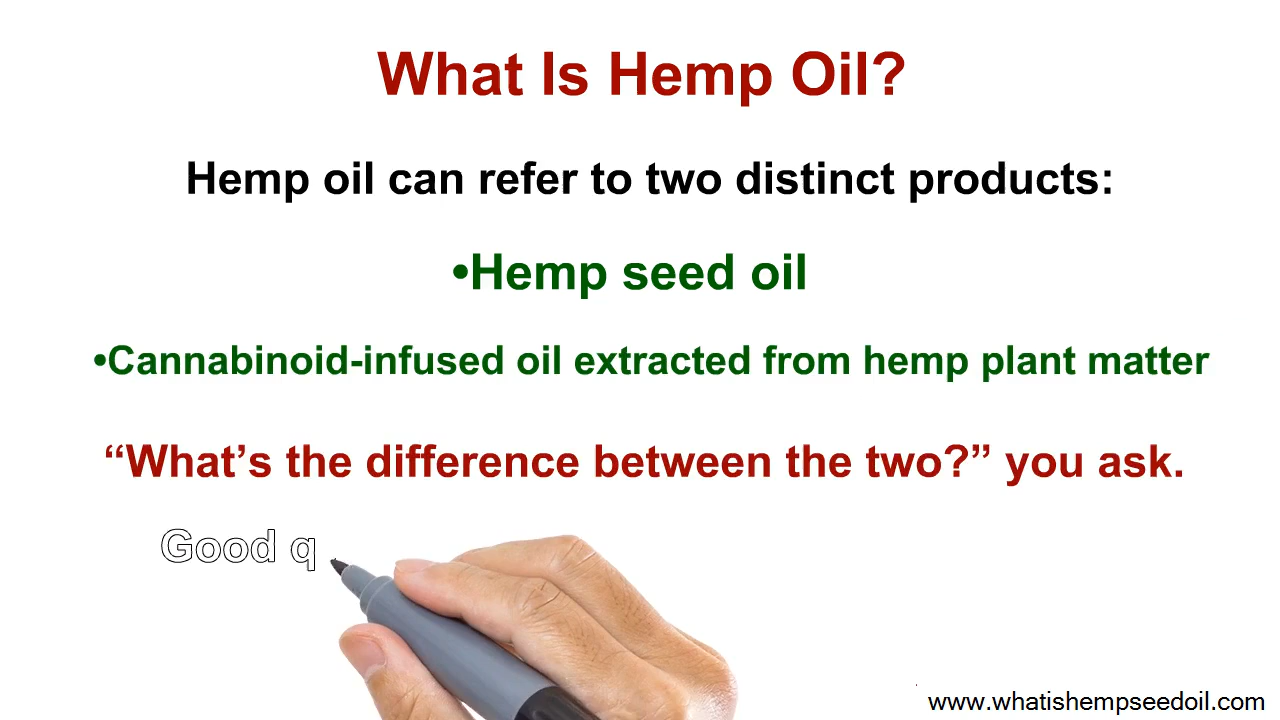 What Is Hemp Oil?
Hemp oil can refer to two distinct products:
•Hemp seed oil
•Cannabinoid-infused oil extracted from hemp plant matter
“What’s the difference between the two?” you ask.
Good q
www.whatishempseedoil.com